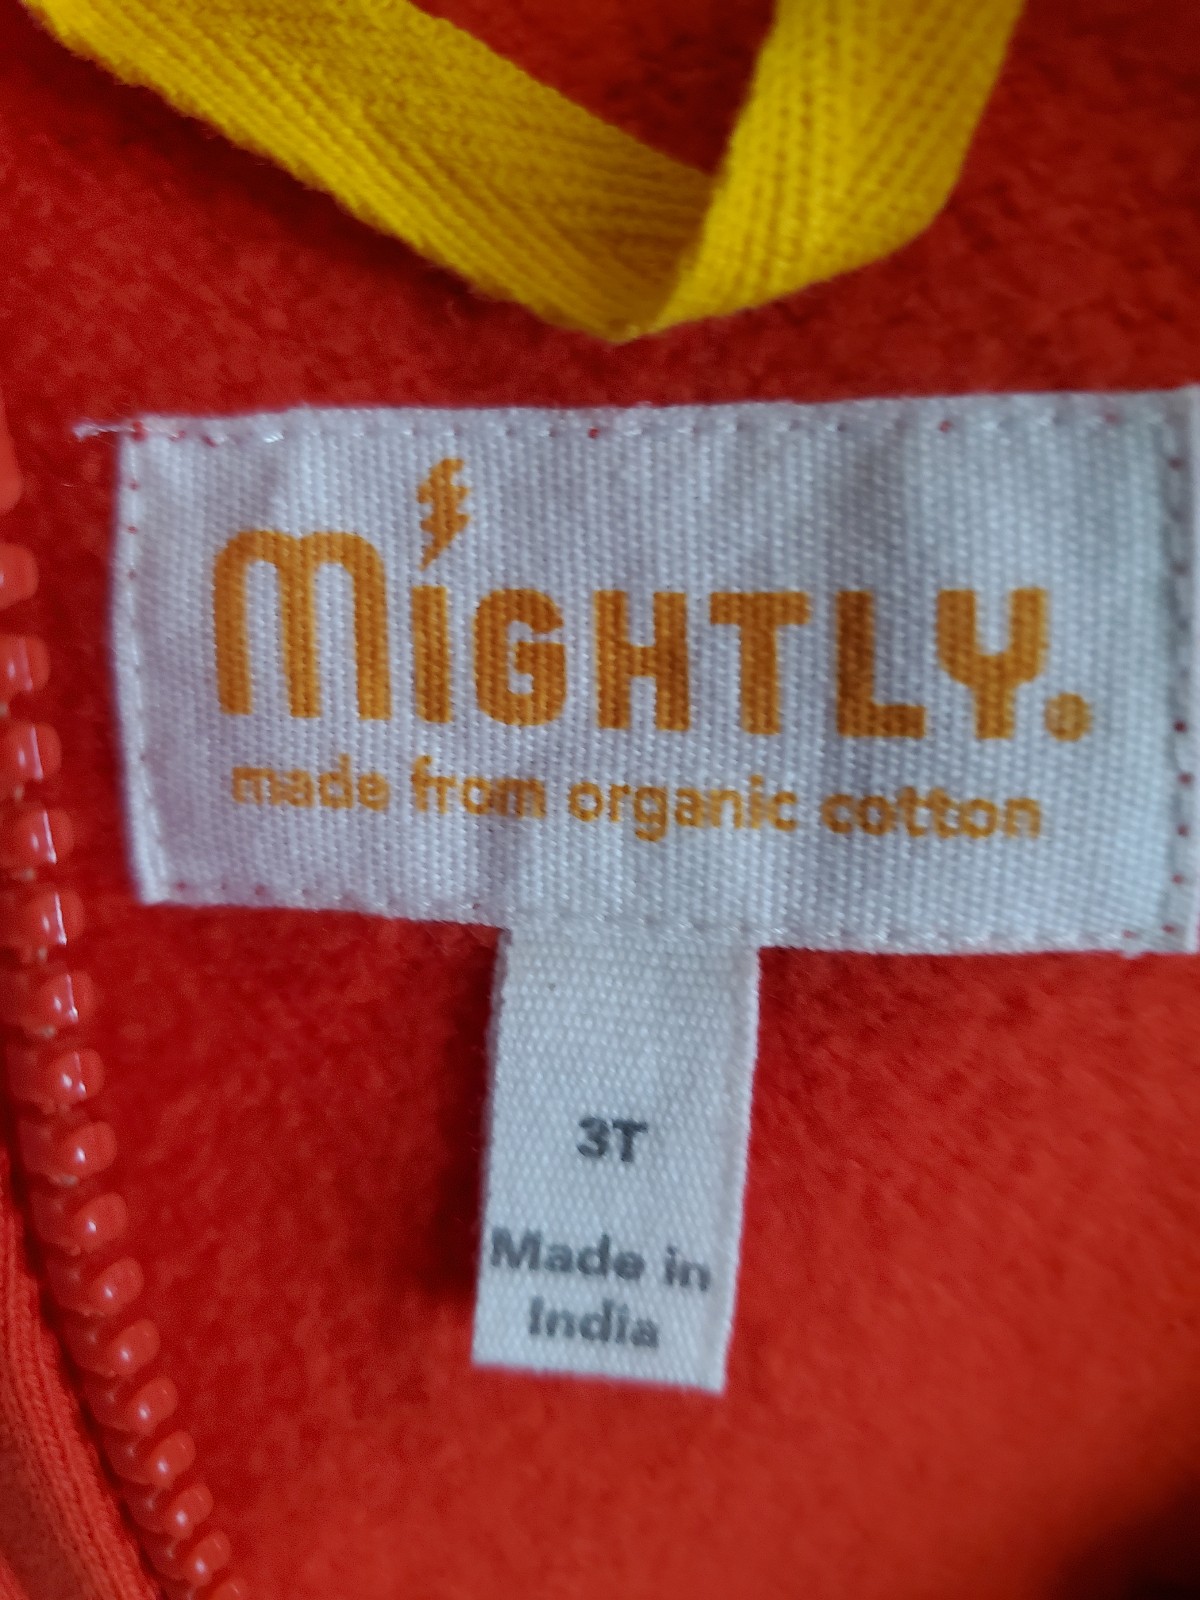 MIGHTLY.
made from organic cotton
3T
Made in
India